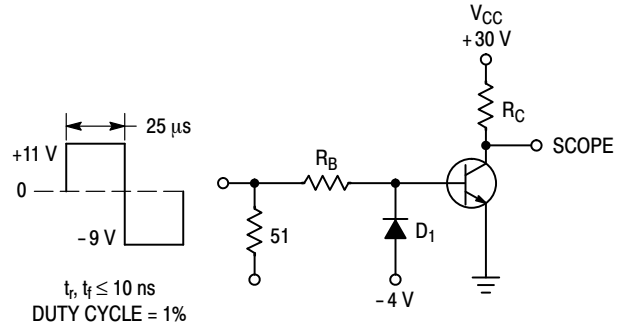 VCC
+30 V
25 µs
RC
+11 V
SCOPE
RB
0
51
D1
-9 V
-4 V
tr, tf ≤ 10 ns
DUTY CYCLE = 1%